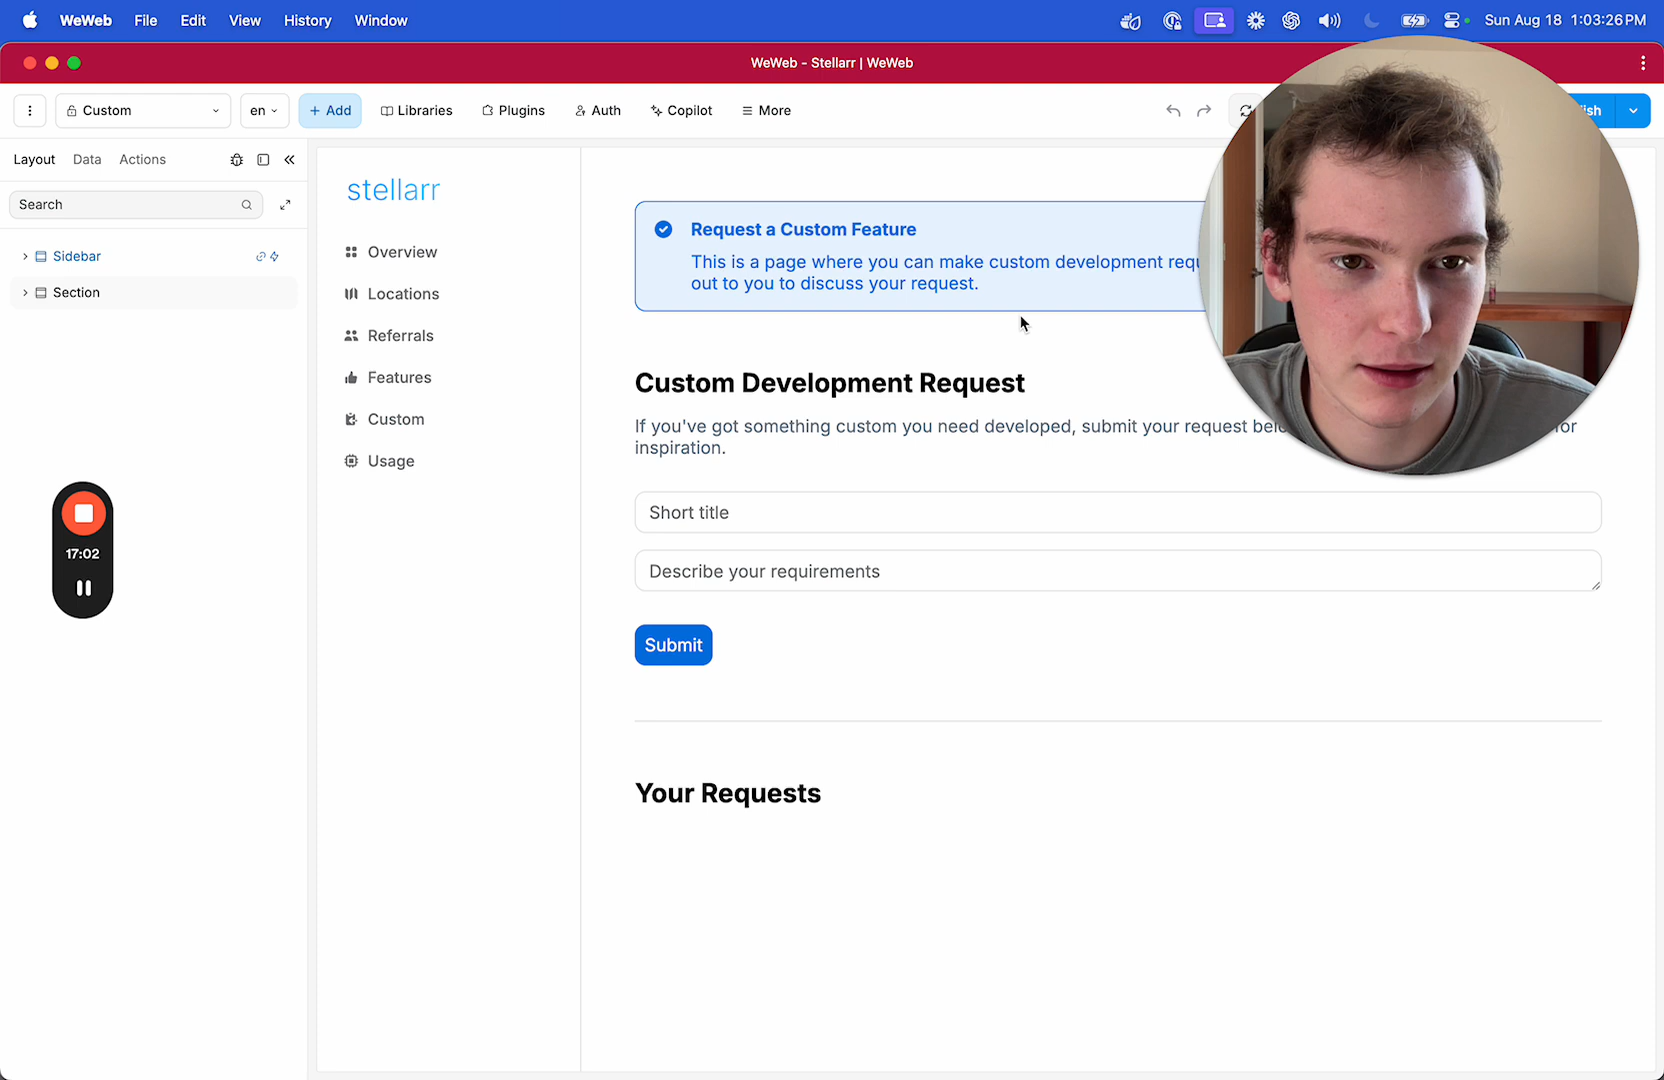 WeWeb File Edit View History Window
Sun Aug 18 1:03:26 PM
WeWeb - Stellarr | WeWeb
Custom
en
+ Add
Libraries
Plugins
Auth
Copilot
More
Layout Data Actions
Search
Sidebar
Section
17:02
stellarr
Overview
Locations
Referrals
Features
Custom
Usage
Request a Custom Feature
This is a page where you can make custom development
out to you to discuss your request.
Custom Development Request
If you've got something custom you need developed, submit your request
for
inspiration.
Short title
Describe your requirements
Submit
Your Requests